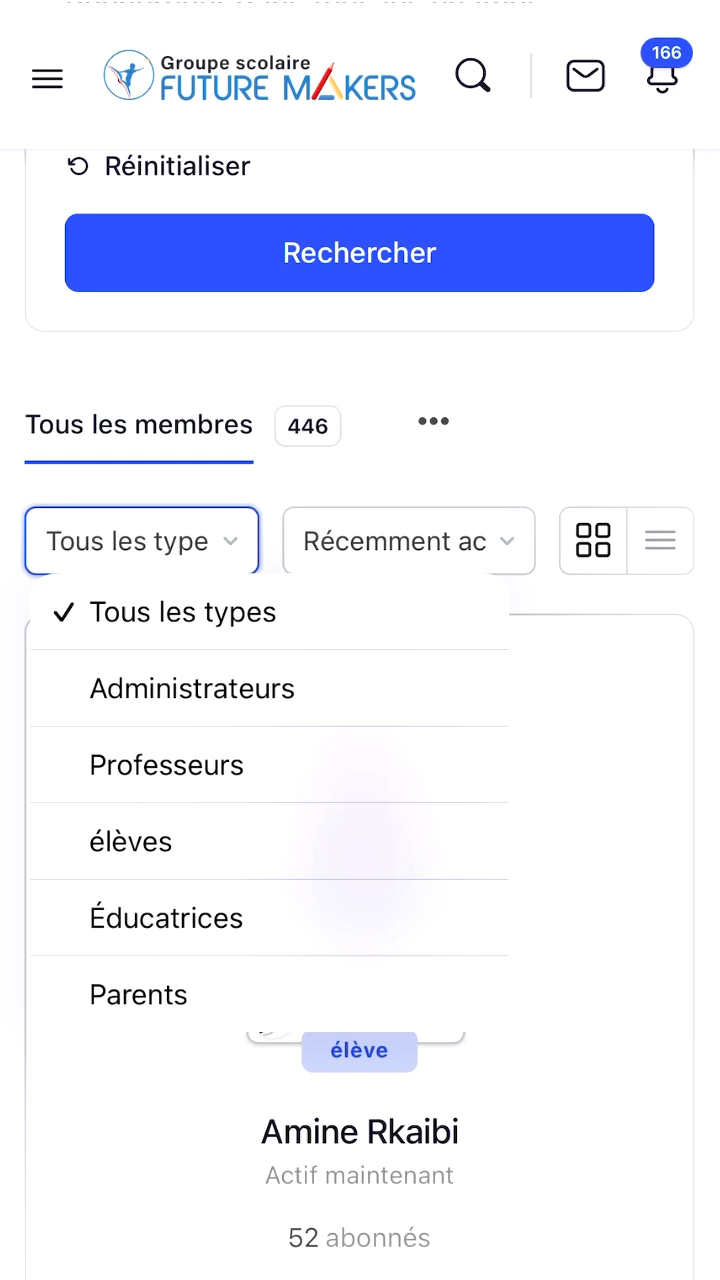 166
Groupe scolaire
FUTURE MAKERS
Réinitialiser
Rechercher
Tous les membres 446 •••
Tous les type
Récemment ac
Tous les types
Administrateurs
Professeurs
élèves
Éducatrices
Parents
élève
Amine Rkaibi
Actif maintenant
52 abonnés